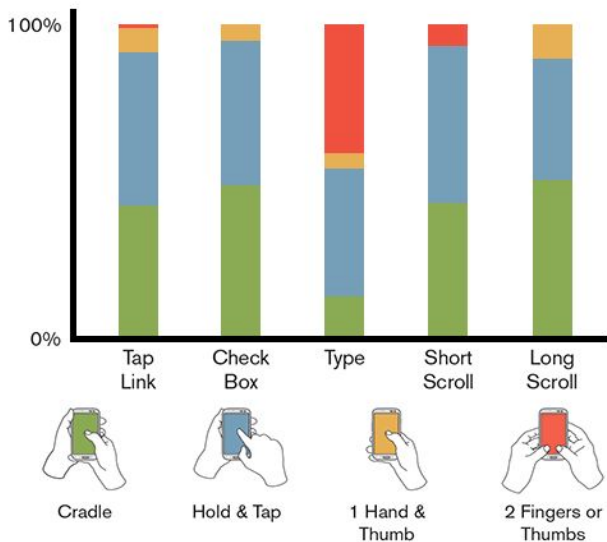 100%
0%
Tap
Link
Check
Box
Type
Short
Scroll
Long
Scroll
Cradle
Hold & Tap
1 Hand &
Thumb
2 Fingers or
Thumbs